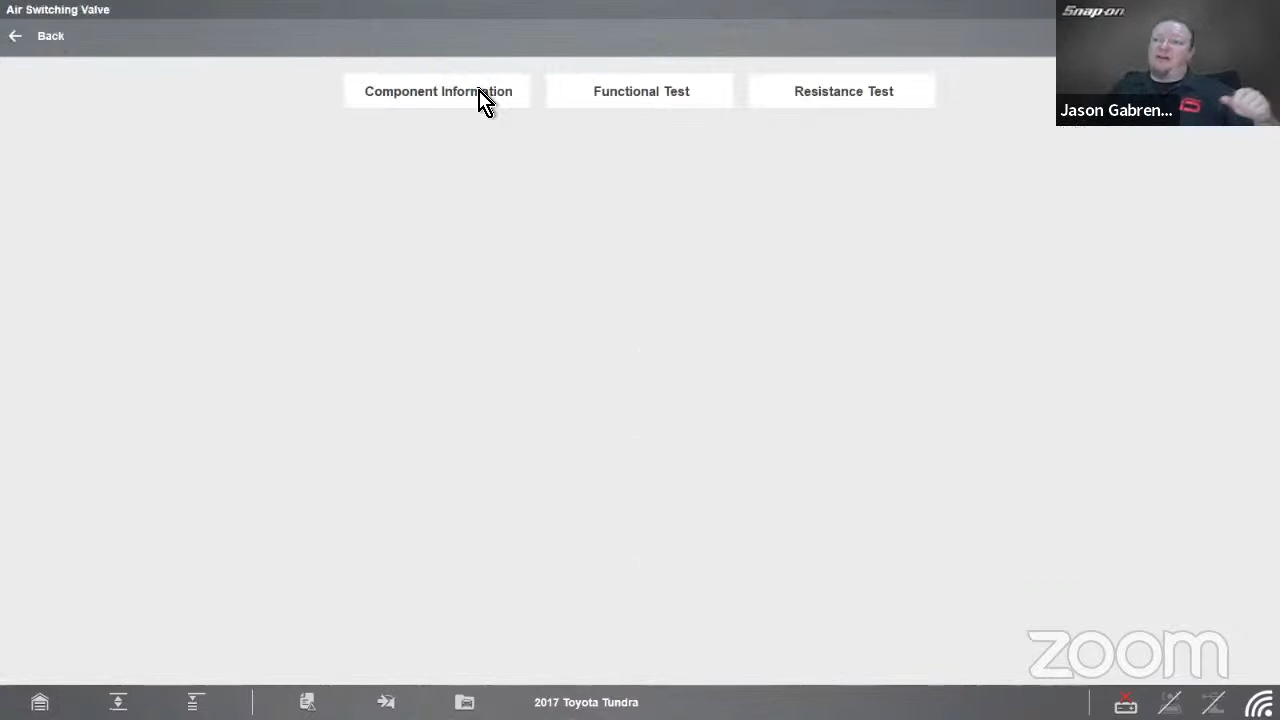 Air Switching Valve
Back
Component Information
Functional Test
Resistance Test
Snap-on
Jason Gabren...
zoom
2017 Toyota Tundra